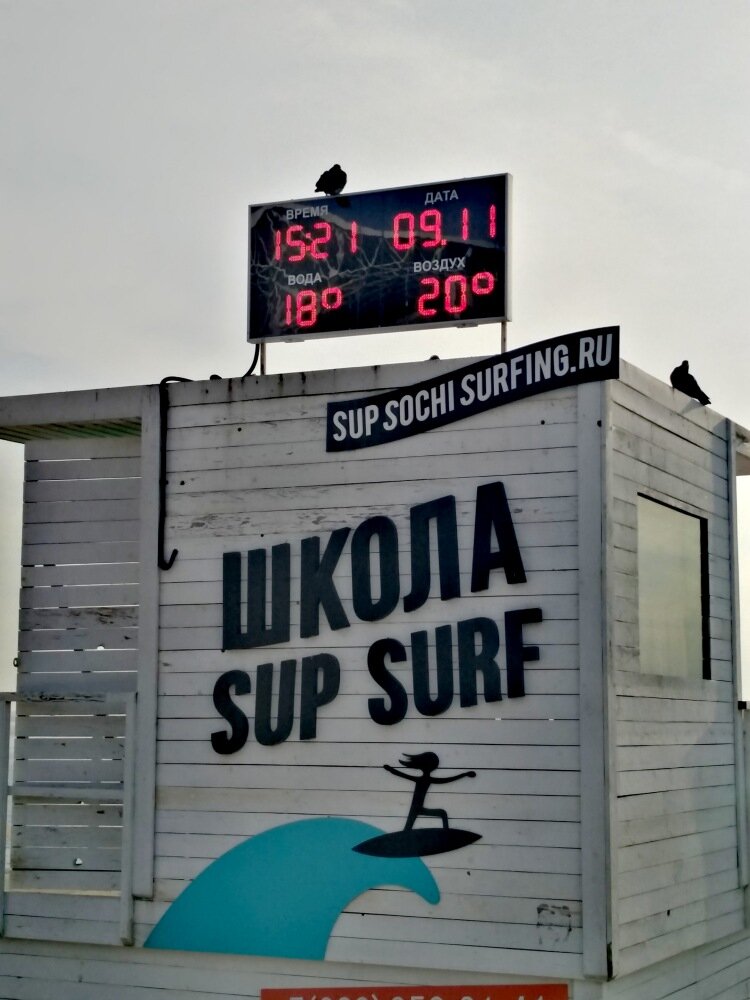 ВРЕМЯ ДАТА
15:21 09.11
ВОДА ВОЗДУХ
18° 20°
SUP SOCHI SURFING.RU
ШКОЛА
SUP SURF